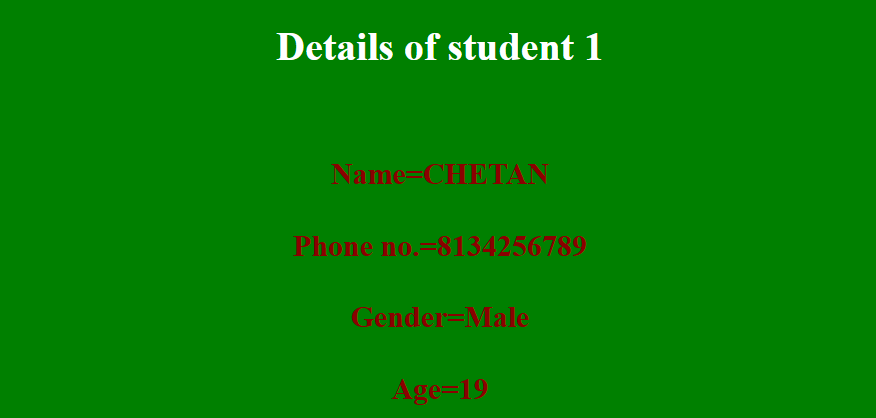 Details of student 1
Name=CHETAN
Phone no.=8134256789
Gender=Male
Age=19